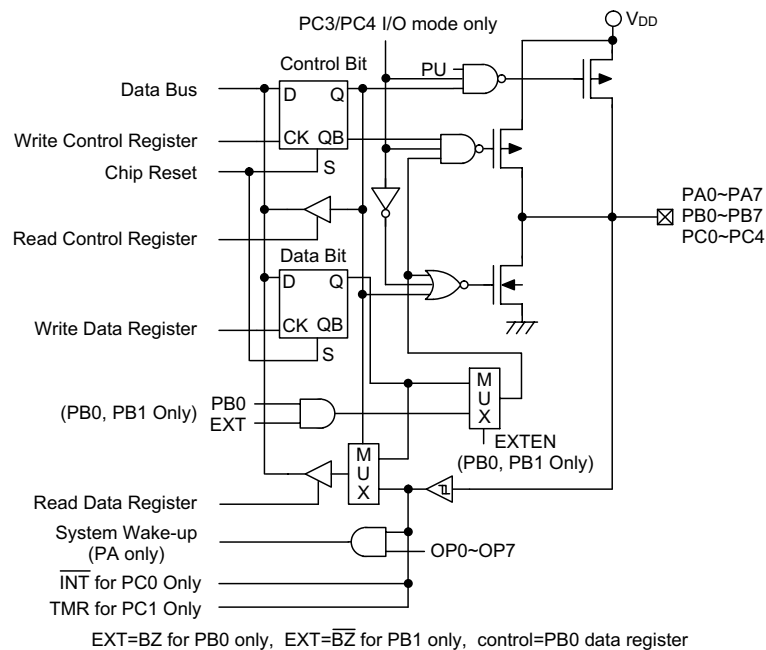 PC3/PC4 I/O mode only
VDD
Control Bit
PU
Data Bus
D
Q
Write Control Register
CK
QB
Chip Reset
S
PA0~PA7
PB0~PB7
PC0~PC4
Read Control Register
Data Bit
D
Q
Write Data Register
CK
QB
S
M
U
X
(PB0, PB1 Only)
PB0
EXT
EXTEN
(PB0, PB1 Only)
M
U
X
Read Data Register
System Wake-up
(PA only)
OP0~OP7
I̅N̅T̅ for PC0 Only
TMR for PC1 Only
EXT=BZ for PB0 only, EXT=B̅Z̅ for PB1 only, control=PB0 data register